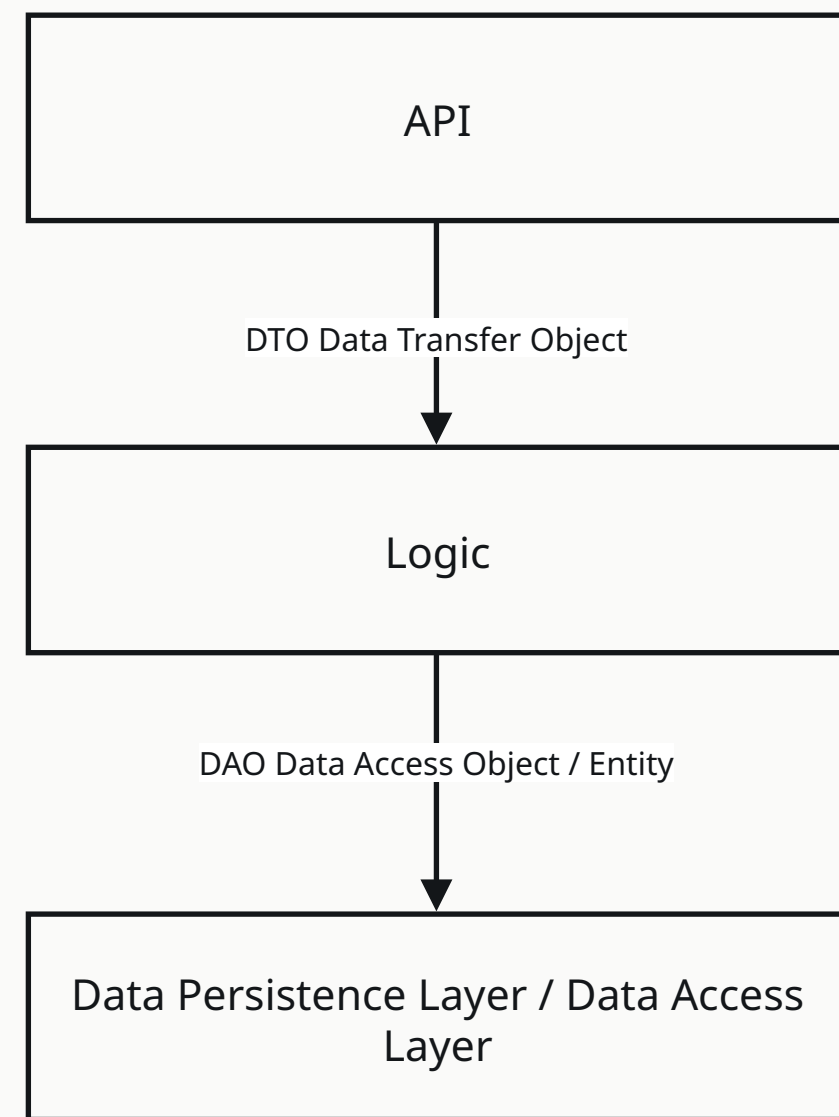 API
DTO Data Transfer Object
Logic
DAO Data Access Object / Entity
Data Persistence Layer / Data Access
Layer